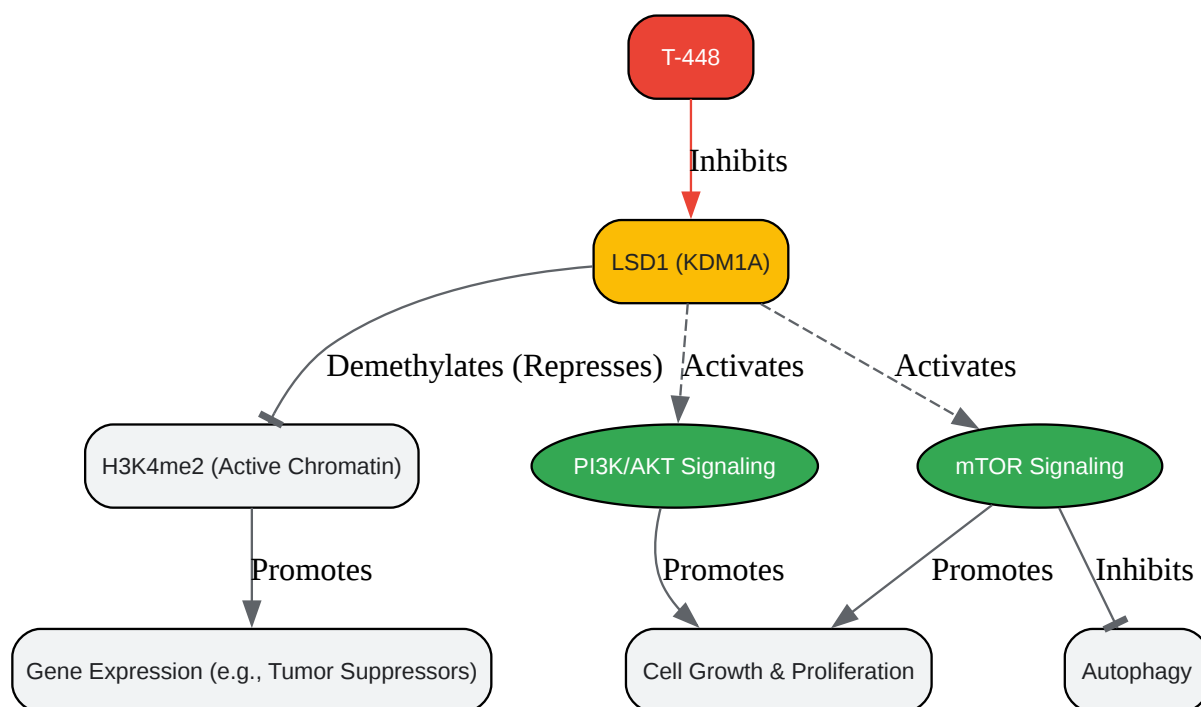 T-448
Inhibits
LSD1 (KDM1A)
Demethylates (Represses)
Activates
Activates
H3K4me2 (Active Chromatin)
PI3K/AKT Signaling
mTOR Signaling
Promotes
Promotes
Promotes
Inhibits
Gene Expression (e.g., Tumor Suppressors)
Cell Growth & Proliferation
Autophagy